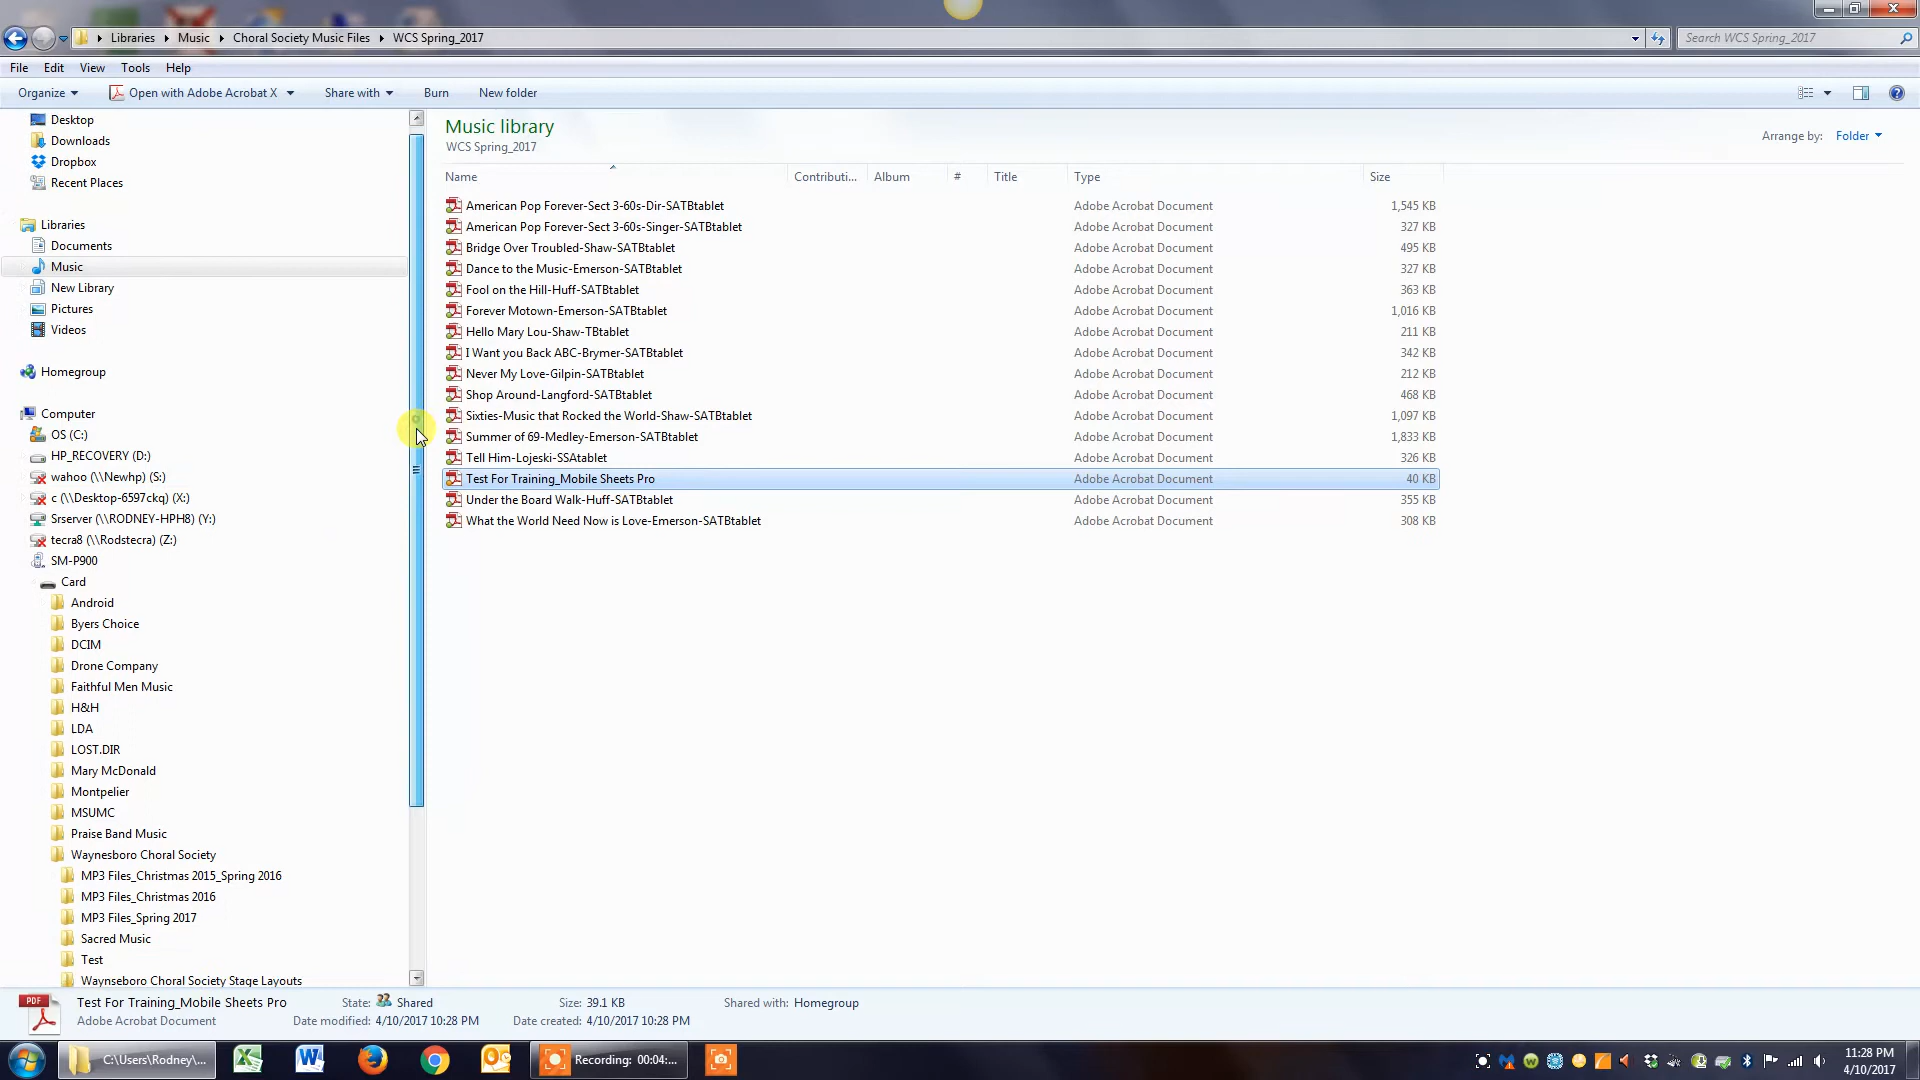 Libraries Music Choral Society Music Files WCS Spring_2017
Search WCS Spring_2017
File Edit View Tools Help
Organize Open with Adobe Acrobat X Share with Burn New folder
Desktop
Downloads
Dropbox
Recent Places
Libraries
Documents
Music
New Library
Pictures
Videos
Homegroup
Computer
OS (C:)
HP_RECOVERY (D:)
wahoo (\\Newhp) (S:)
c (\\Desktop-6597ckq) (X:)
Srserver (\\RODNEY-HPH8) (Y:)
tecra8 (\\Rodstecra) (Z:)
SM-P900
Card
Android
Byers Choice
DCIM
Drone Company
Faithful Men Music
H&H
LDA
LOST.DIR
Mary McDonald
Montpelier
MSUMC
Praise Band Music
Waynesboro Choral Society
MP3 Files_Christmas 2015_Spring 2016
MP3 Files_Christmas 2016
MP3 Files_Spring 2017
Sacred Music
Test
Waynseboro Choral Society Stage Layouts
Music library
WCS Spring_2017
Arrange by: Folder
Name Contributi... Album # Title Type Size
American Pop Forever-Sect 3-60s-Dir-SATBtablet Adobe Acrobat Document 1,545 KB
American Pop Forever-Sect 3-60s-Singer-SATBtablet Adobe Acrobat Document 327 KB
Bridge Over Troubled-Shaw-SATBtablet Adobe Acrobat Document 495 KB
Dance to the Music-Emerson-SATBtablet Adobe Acrobat Document 327 KB
Fool on the Hill-Huff-SATBtablet Adobe Acrobat Document 363 KB
Forever Motown-Emerson-SATBtablet Adobe Acrobat Document 1,016 KB
Hello Mary Lou-Shaw-TBtablet Adobe Acrobat Document 211 KB
I Want you Back ABC-Brymer-SATBtablet Adobe Acrobat Document 342 KB
Never My Love-Gilpin-SATBtablet Adobe Acrobat Document 212 KB
Shop Around-Langford-SATBtablet Adobe Acrobat Document 468 KB
Sixties-Music that Rocked the World-Shaw-SATBtablet Adobe Acrobat Document 1,097 KB
Summer of 69-Medley-Emerson-SATBtablet Adobe Acrobat Document 1,833 KB
Tell Him-Lojeski-SSAtablet Adobe Acrobat Document 326 KB
Test For Training_Mobile Sheets Pro Adobe Acrobat Document 40 KB
Under the Board Walk-Huff-SATBtablet Adobe Acrobat Document 355 KB
What the World Need Now is Love-Emerson-SATBtablet Adobe Acrobat Document 308 KB
PDF
Test For Training_Mobile Sheets Pro State: Shared Size: 39.1 KB Shared with: Homegroup
Adobe Acrobat Document Date modified: 4/10/2017 10:28 PM Date created: 4/10/2017 10:28 PM
C:\Users\Rodney\... Recording: 00:04:...
11:28 PM
4/10/2017